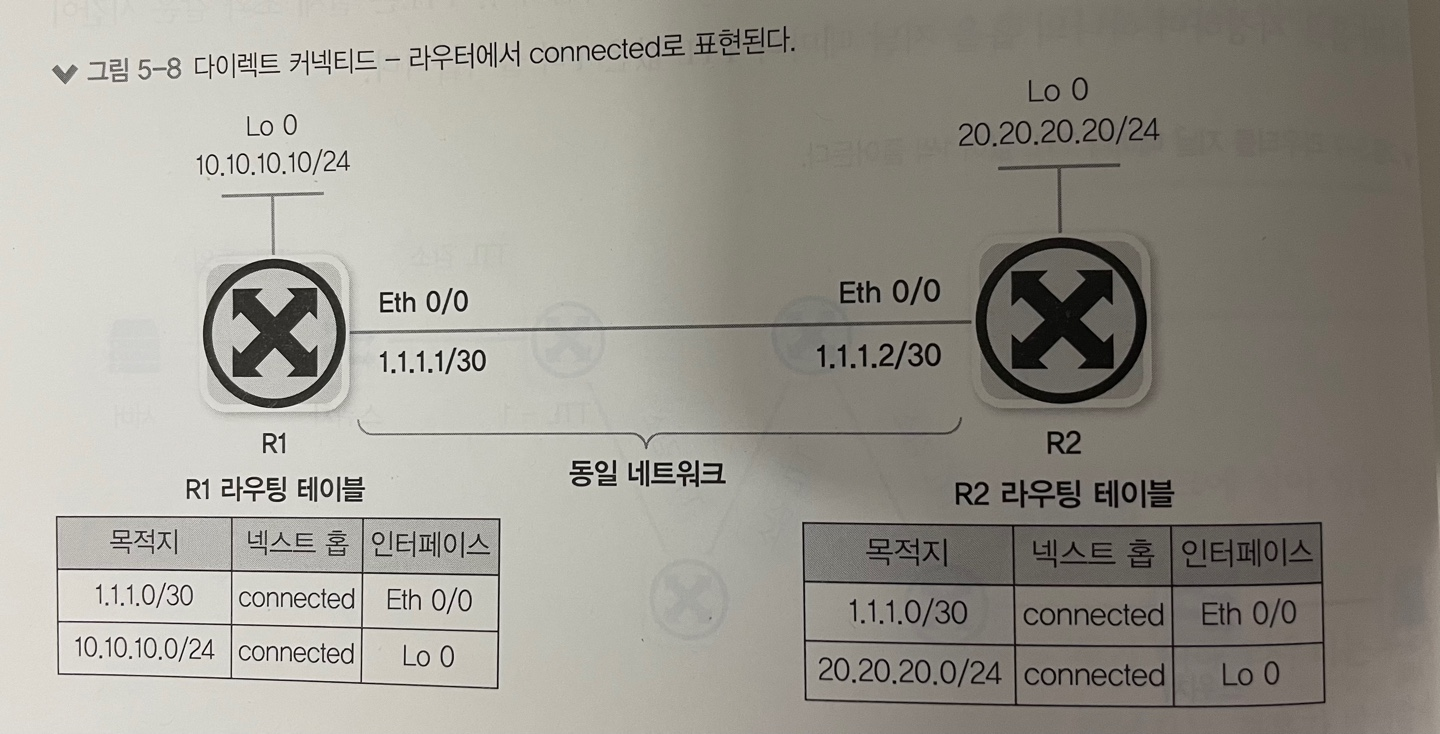 그림 5-8 다이렉트 커넥티드 – 라우터에서 connected로 표현된다.
Lo 0
10.10.10.10/24
Lo 0
20.20.20.20/24
Eth 0/0
1.1.1.1/30
Eth 0/0
1.1.1.2/30
R1
R2
동일 네트워크
R1 라우팅 테이블
목적지 넥스트 홉 인터페이스
1.1.1.0/30 connected Eth 0/0
10.10.10.0/24 connected Lo 0
R2 라우팅 테이블
목적지 넥스트 홉 인터페이스
1.1.1.0/30 connected Eth 0/0
20.20.20.0/24 connected Lo 0